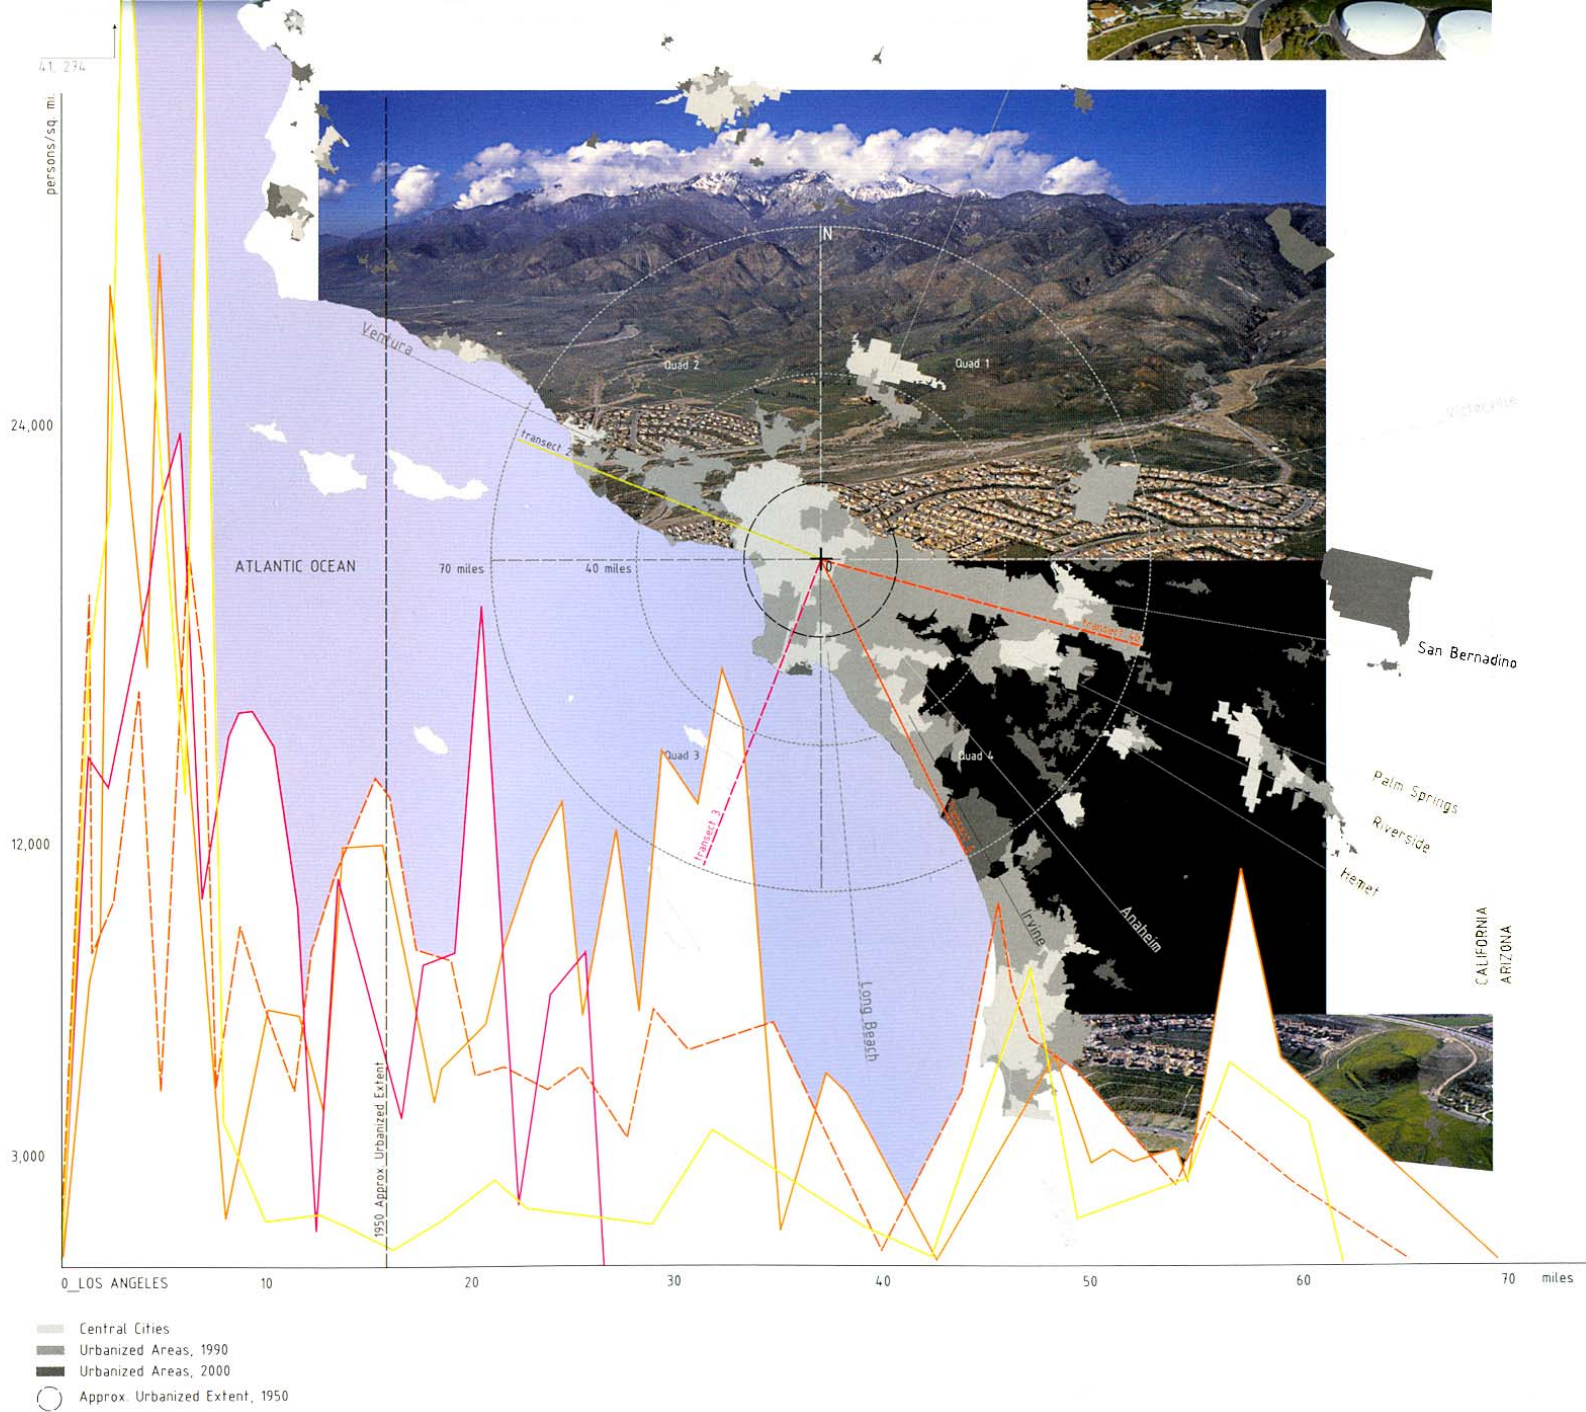 41, 234
persons/sq. mi.
N
Ventura
Quad 2
Quad 1
Victorville
24,000
transect 2
ATLANTIC OCEAN
70 miles
40 miles
0
transect 4a
San Bernadino
Quad 3
Quad 4
Palm Springs
transect 3
Riverside
12,000
Hemet
Irvine
Anaheim
CALIFORNIA
ARIZONA
Long Beach
1950 Approx. Urbanized Extent
3,000
0_LOS ANGELES 10 20 30 40 50 60 70 miles
Central Cities
Urbanized Areas, 1990
Urbanized Areas, 2000
Approx. Urbanized Extent, 1950